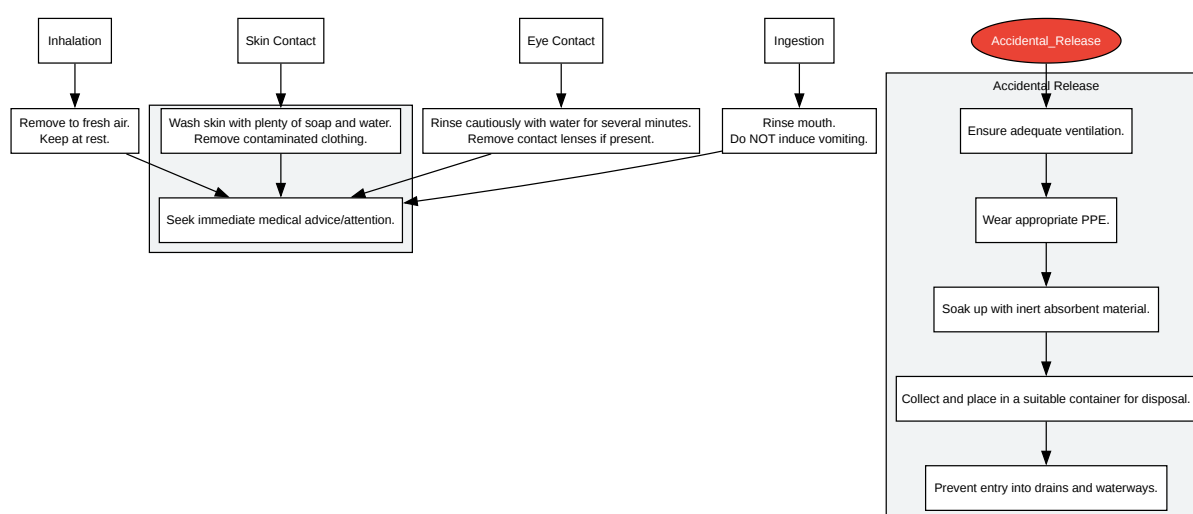 Inhalation
Skin Contact
Eye Contact
Ingestion
Accidental_Release
Accidental Release
Remove to fresh air.
Keep at rest.
Wash skin with plenty of soap and water.
Remove contaminated clothing.
Rinse cautiously with water for several minutes.
Remove contact lenses if present.
Rinse mouth.
Do NOT induce vomiting.
Ensure adequate ventilation.
Seek immediate medical advice/attention.
Wear appropriate PPE.
Soak up with inert absorbent material.
Collect and place in a suitable container for disposal.
Prevent entry into drains and waterways.